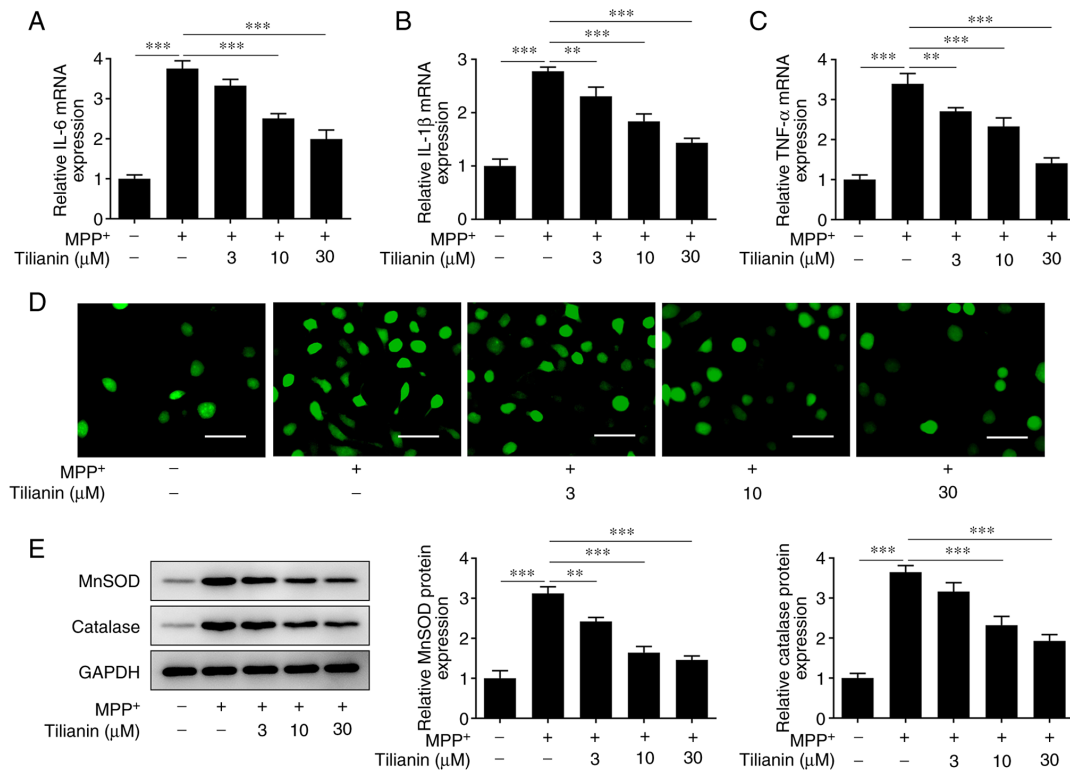 A
Relative IL-6 mRNA
expression
4
3
2
1
0
***
***
***
MPP+ – + + + +
Tilianin (μM) – – 3 10 30
B
Relative IL-1β mRNA
expression
3
2
1
0
***
***
**
***
MPP+ – + + + +
Tilianin (μM) – – 3 10 30
C
Relative TNF-α mRNA
expression
4
3
2
1
0
***
***
**
***
MPP+ – + + + +
Tilianin (μM) – – 3 10 30
D
MPP+ – + + + +
Tilianin (μM) – – 3 10 30
E
MnSOD
Catalase
GAPDH
MPP+ – + + + +
Tilianin (μM) – – 3 10 30
Relative MnSOD protein
expression
4
3
2
1
0
***
***
***
**
MPP+ – + + + +
Tilianin (μM) – – 3 10 30
Relative catalase protein
expression
4
3
2
1
0
***
***
***
MPP+ – + + + +
Tilianin (μM) – – 3 10 30